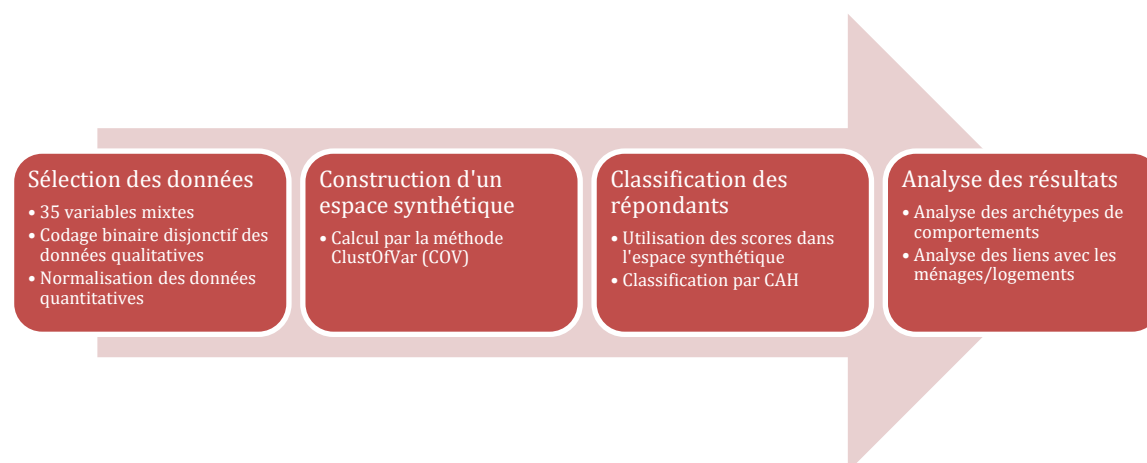 Sélection des données
• 35 variables mixtes
• Codage binaire disjonctif des
données qualitatives
• Normalisation des données
quantitatives
Construction d'un
espace synthétique
• Calcul par la méthode
ClustOfVar (COV)
Classification des
répondants
• Utilisation des scores dans
l'espace synthétique
• Classification par CAH
Analyse des résultats
• Analyse des archétypes de
comportements
• Analyse des liens avec les
ménages/logements